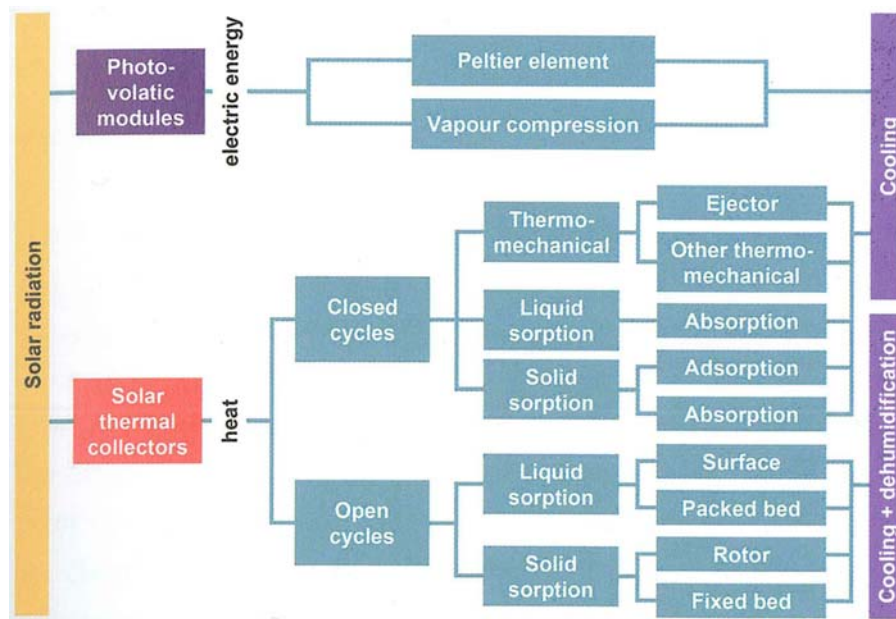 Solar radiation
Photo-
volatic
modules
electric energy
Peltier element
Vapour compression
Cooling
Solar
thermal
collectors
heat
Closed
cycles
Thermo-
mechanical
Ejector
Other thermo-
mechanical
Liquid
sorption
Absorption
Solid
sorption
Adsorption
Absorption
Open
cycles
Liquid
sorption
Surface
Packed bed
Solid
sorption
Rotor
Fixed bed
Cooling + dehumidification